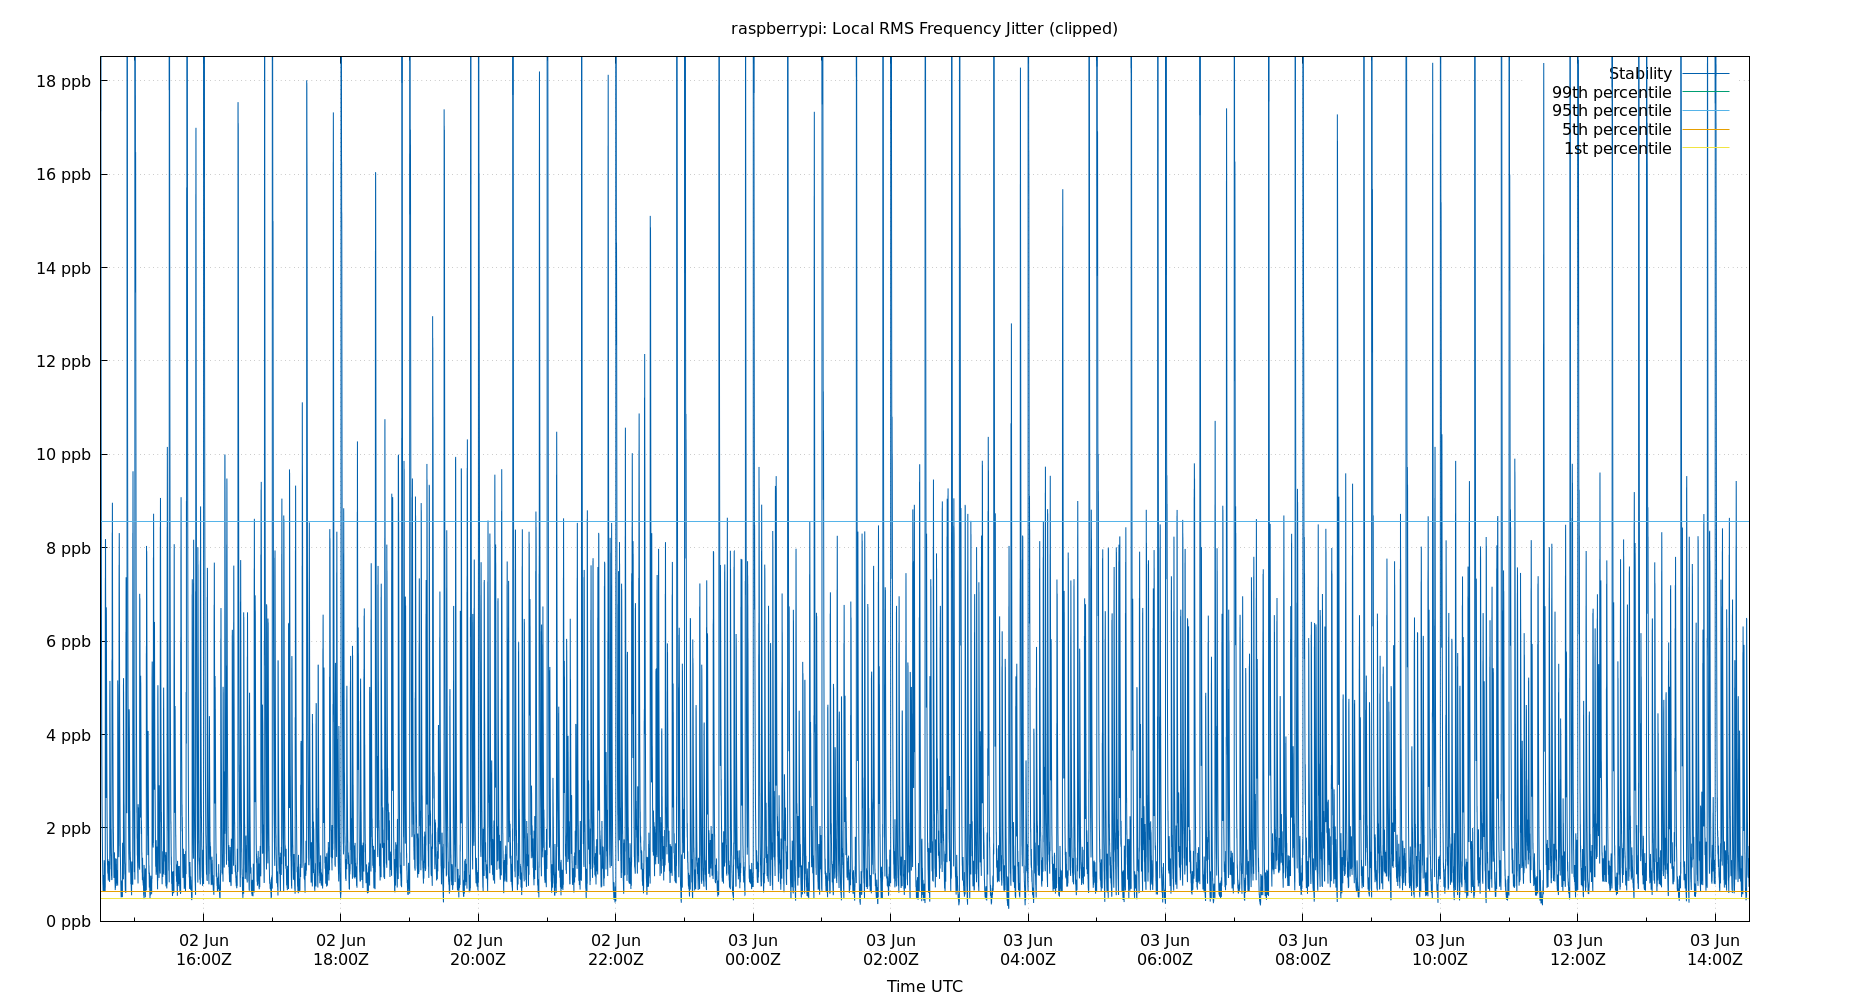 raspberrypi: Local RMS Frequency Jitter (clipped)
18 ppb
16 ppb
14 ppb
12 ppb
10 ppb
8 ppb
6 ppb
4 ppb
2 ppb
0 ppb
Stability
99th percentile
95th percentile
5th percentile
1st percentile
02 Jun 02 Jun 02 Jun 02 Jun 03 Jun 03 Jun 03 Jun 03 Jun 03 Jun 03 Jun 03 Jun 03 Jun
16:00Z 18:00Z 20:00Z 22:00Z 00:00Z 02:00Z 04:00Z 06:00Z 08:00Z 10:00Z 12:00Z 14:00Z
Time UTC